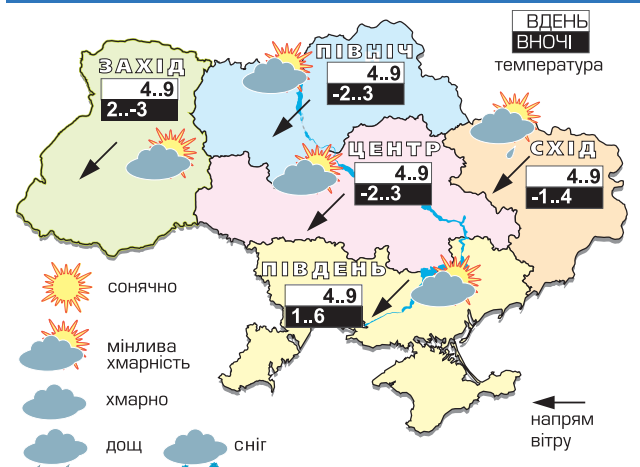 ВДЕНЬ
ВНОЧІ
температура
ПІВНІЧ
4..9
-2..3
ЗАХІД
4..9
2..-3
ЦЕНТР
4..9
-2..3
СХІД
4..9
-1..4
ПІВДЕНЬ
4..9
1..6
сонячно
мінлива
хмарність
хмарно
дощ
сніг
напрям
вітру